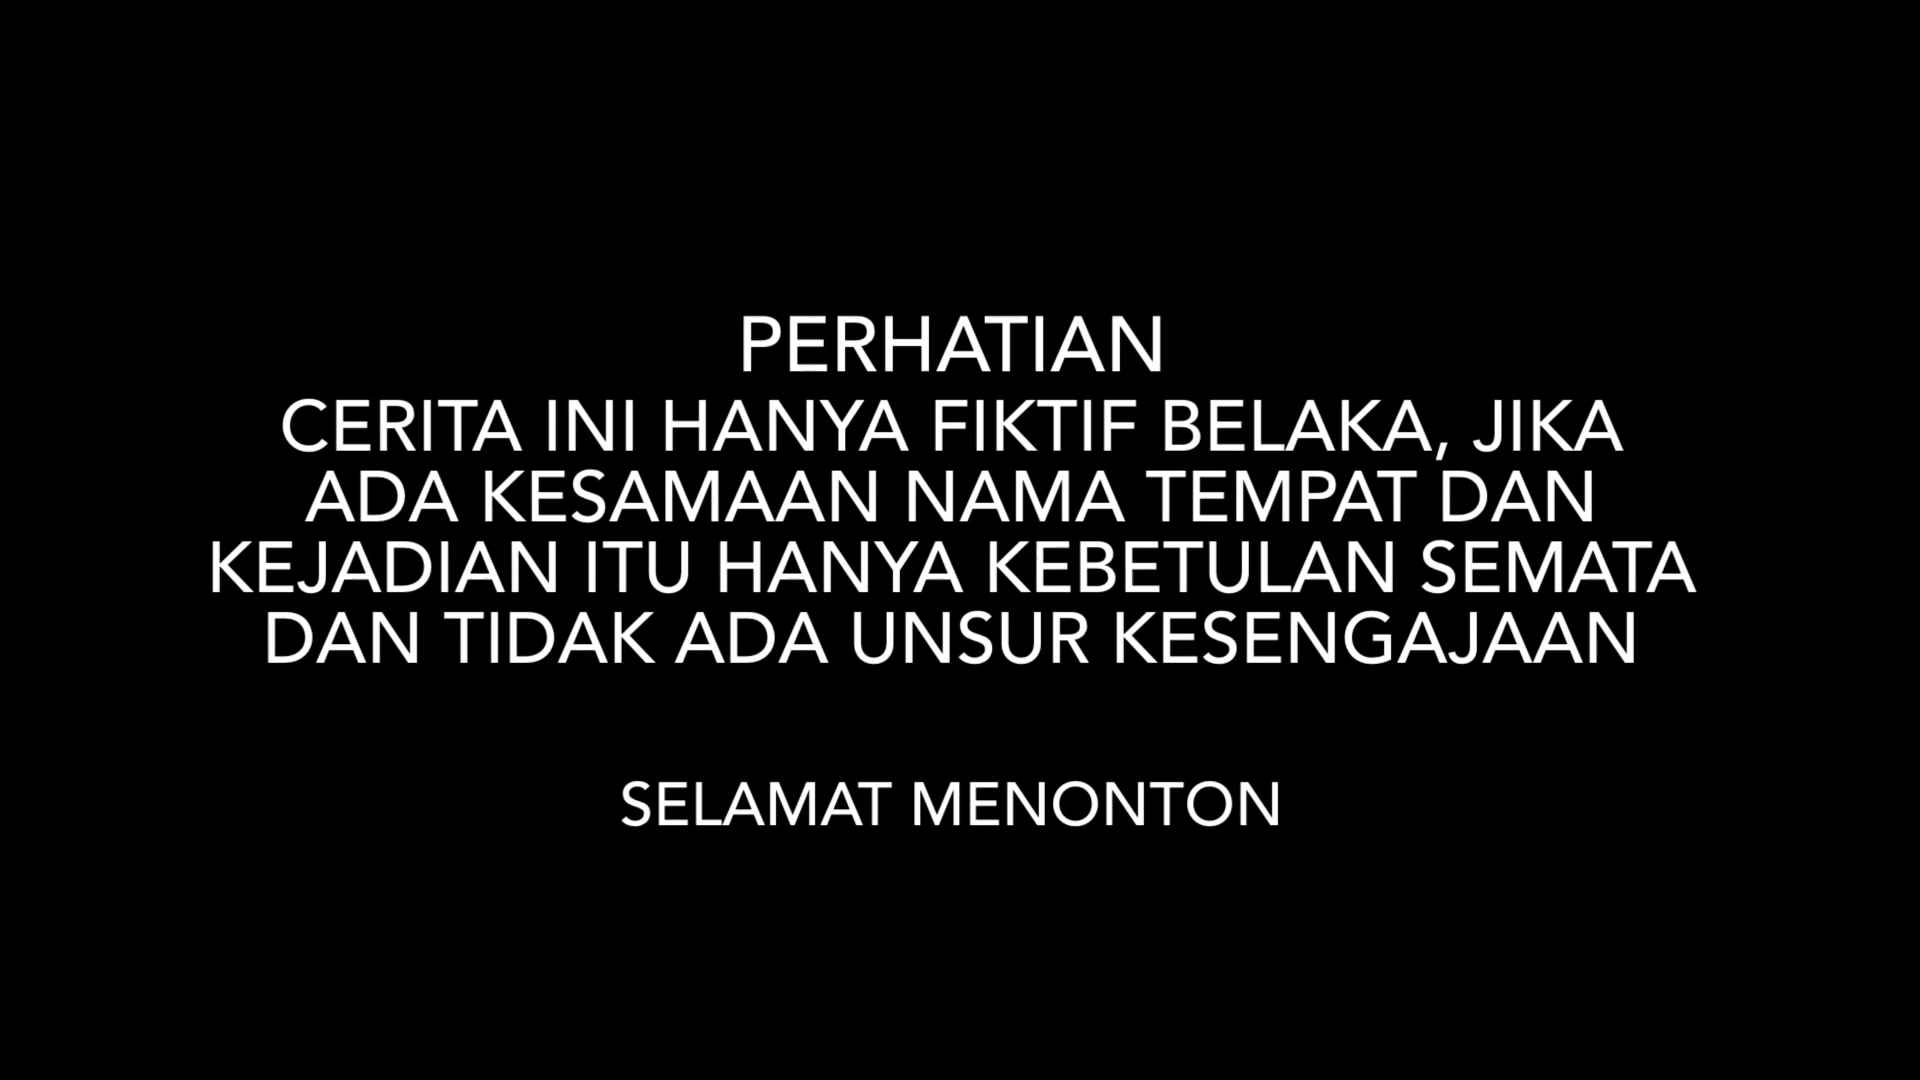 PERHATIAN
CERITA INI HANYA FIKTIF BELAKA, JIKA
ADA KESAMAAN NAMA TEMPAT DAN
KEJADIAN ITU HANYA KEBETULAN SEMATA
DAN TIDAK ADA UNSUR KESENGAJAAN
SELAMAT MENONTON